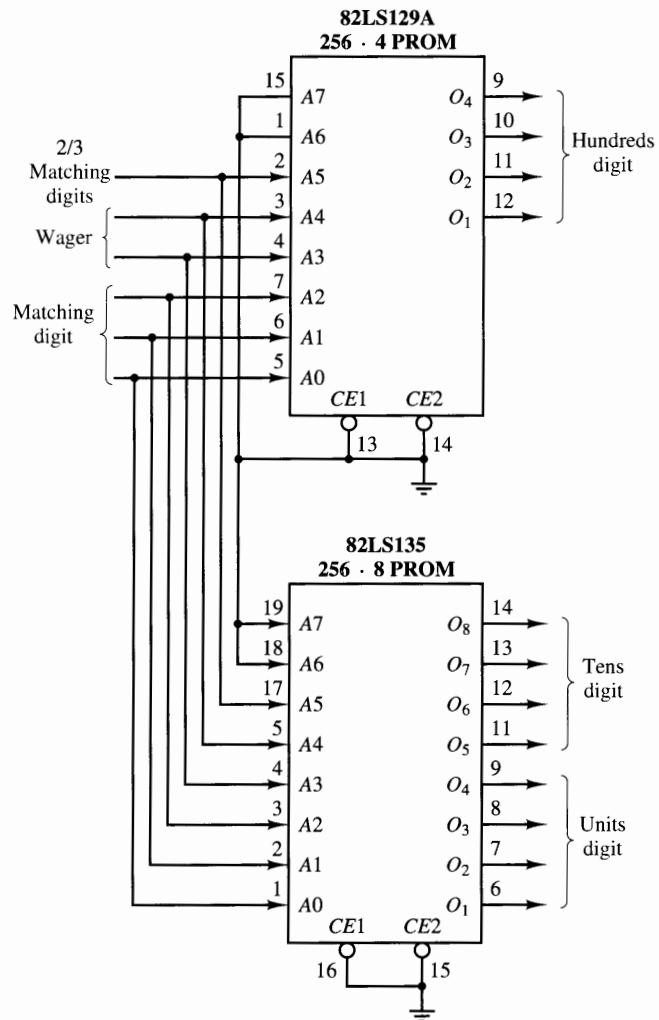 82LS129A
256 · 4 PROM
15 A7 O4 9
1 A6 O3 10
2 A5 O2 11
3 A4 O1 12
4 A3
7 A2
6 A1
5 A0
CE1 CE2
13 14
2/3
Matching
digits
Wager
Matching
digit
Hundreds
digit
82LS135
256 · 8 PROM
19 A7 O8 14
18 A6 O7 13
17 A5 O6 12
5 A4 O5 11
4 A3 O4 9
3 A2 O3 8
2 A1 O2 7
1 A0 O1 6
CE1 CE2
16 15
Tens
digit
Units
digit